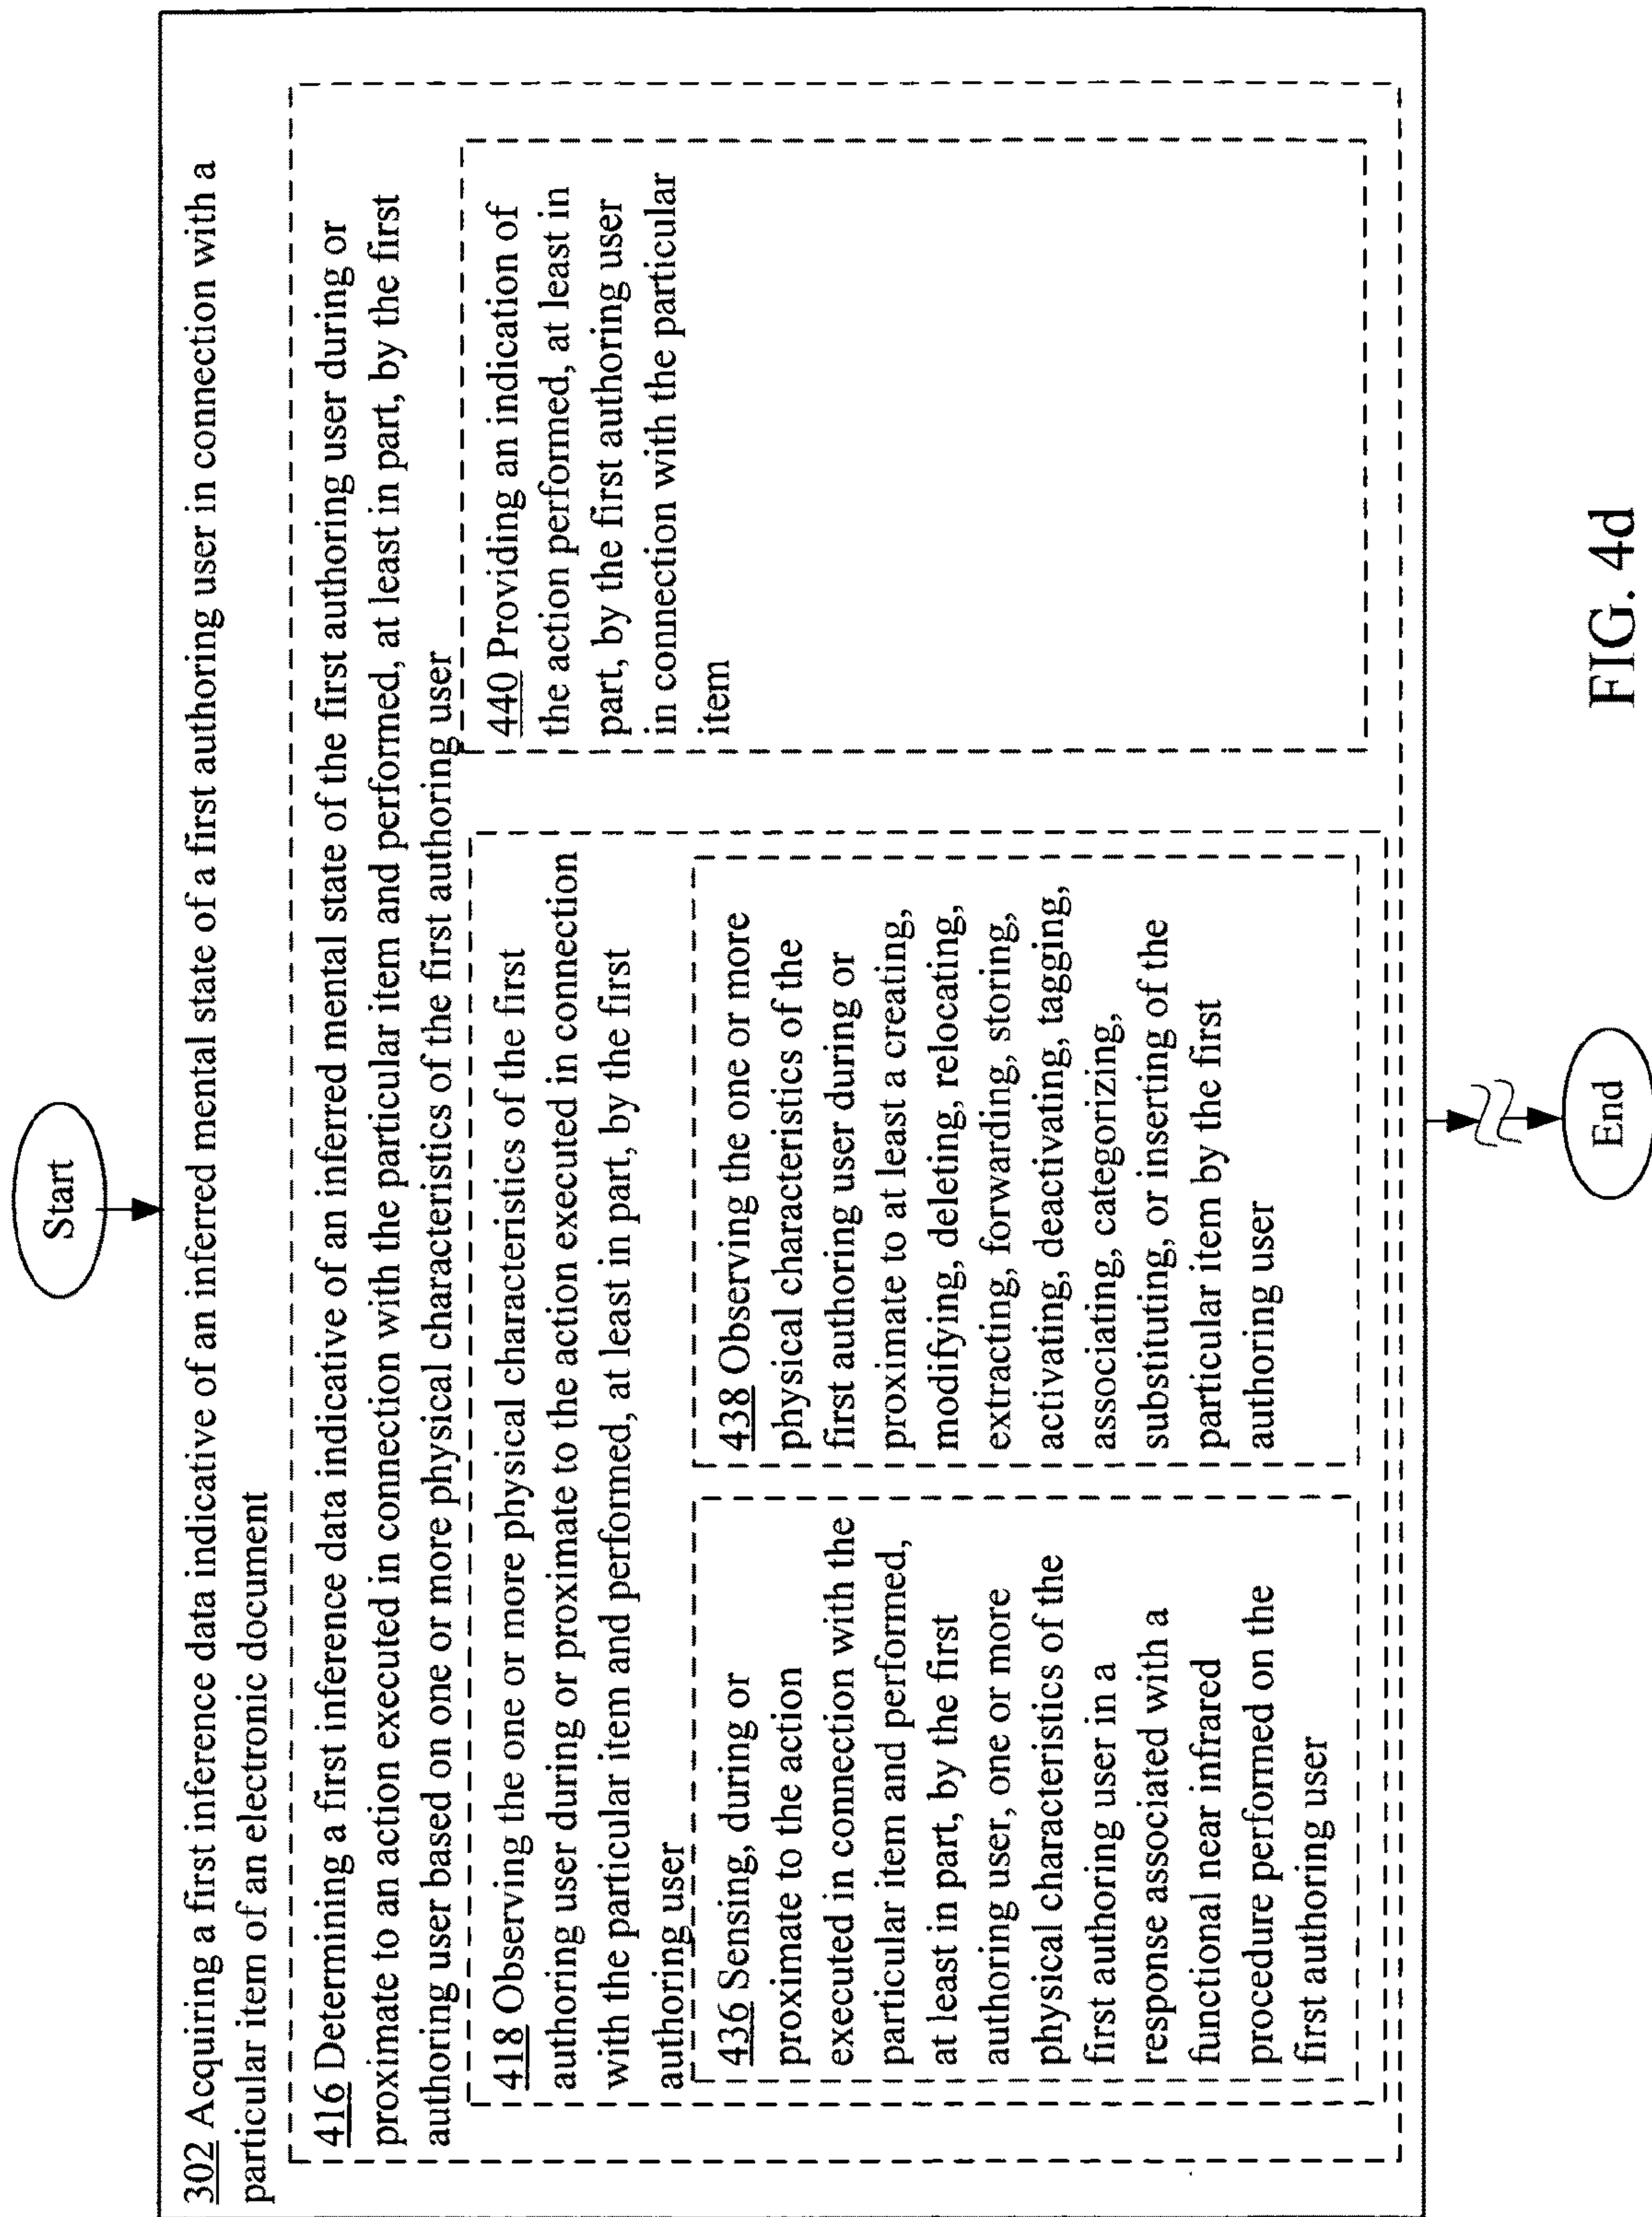 Start
302 Acquiring a first inference data indicative of an inferred mental state of a first authoring user in connection with a
particular item of an electronic document
416 Determining a first inference data indicative of an inferred mental state of the first authoring user during or
proximate to an action executed in connection with the particular item and performed, at least in part, by the first
authoring user based on one or more physical characteristics of the first authoring user
418 Observing the one or more physical characteristics of the first
authoring user during or proximate to the action executed in connection
with the particular item and performed, at least in part, by the first
authoring user
436 Sensing, during or
proximate to the action
executed in connection with the
particular item and performed,
at least in part, by the first
authoring user, one or more
physical characteristics of the
first authoring user in a
response associated with a
functional near infrared
procedure performed on the
first authoring user
438 Observing the one or more
physical characteristics of the
first authoring user during or
proximate to at least a creating,
modifying, deleting, relocating,
extracting, forwarding, storing,
activating, deactivating, tagging,
associating, categorizing,
substituting, or inserting of the
particular item by the first
authoring user
440 Providing an indication of
the action performed, at least in
part, by the first authoring user
in connection with the particular
item
End
FIG. 4d